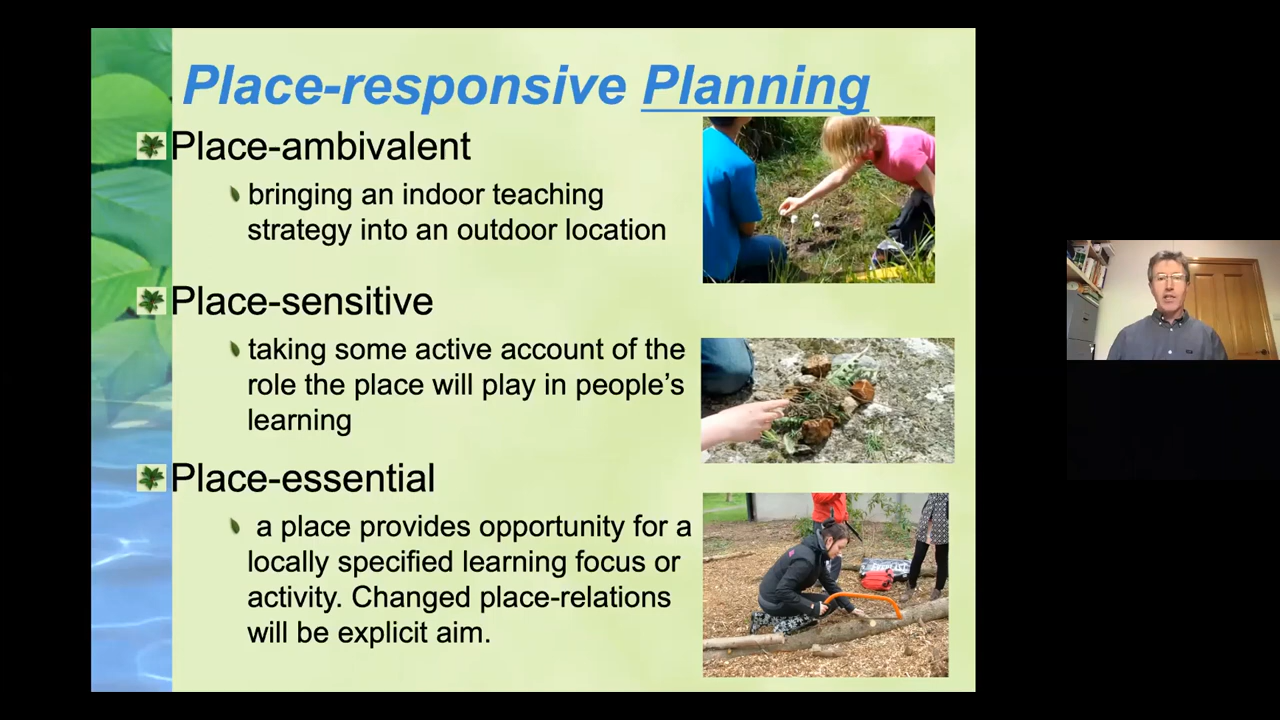 Place-responsive Planning
Place-ambivalent
bringing an indoor teaching
strategy into an outdoor location
Place-sensitive
taking some active account of the
role the place will play in people’s
learning
Place-essential
a place provides opportunity for a
locally specified learning focus or
activity. Changed place-relations
will be explicit aim.